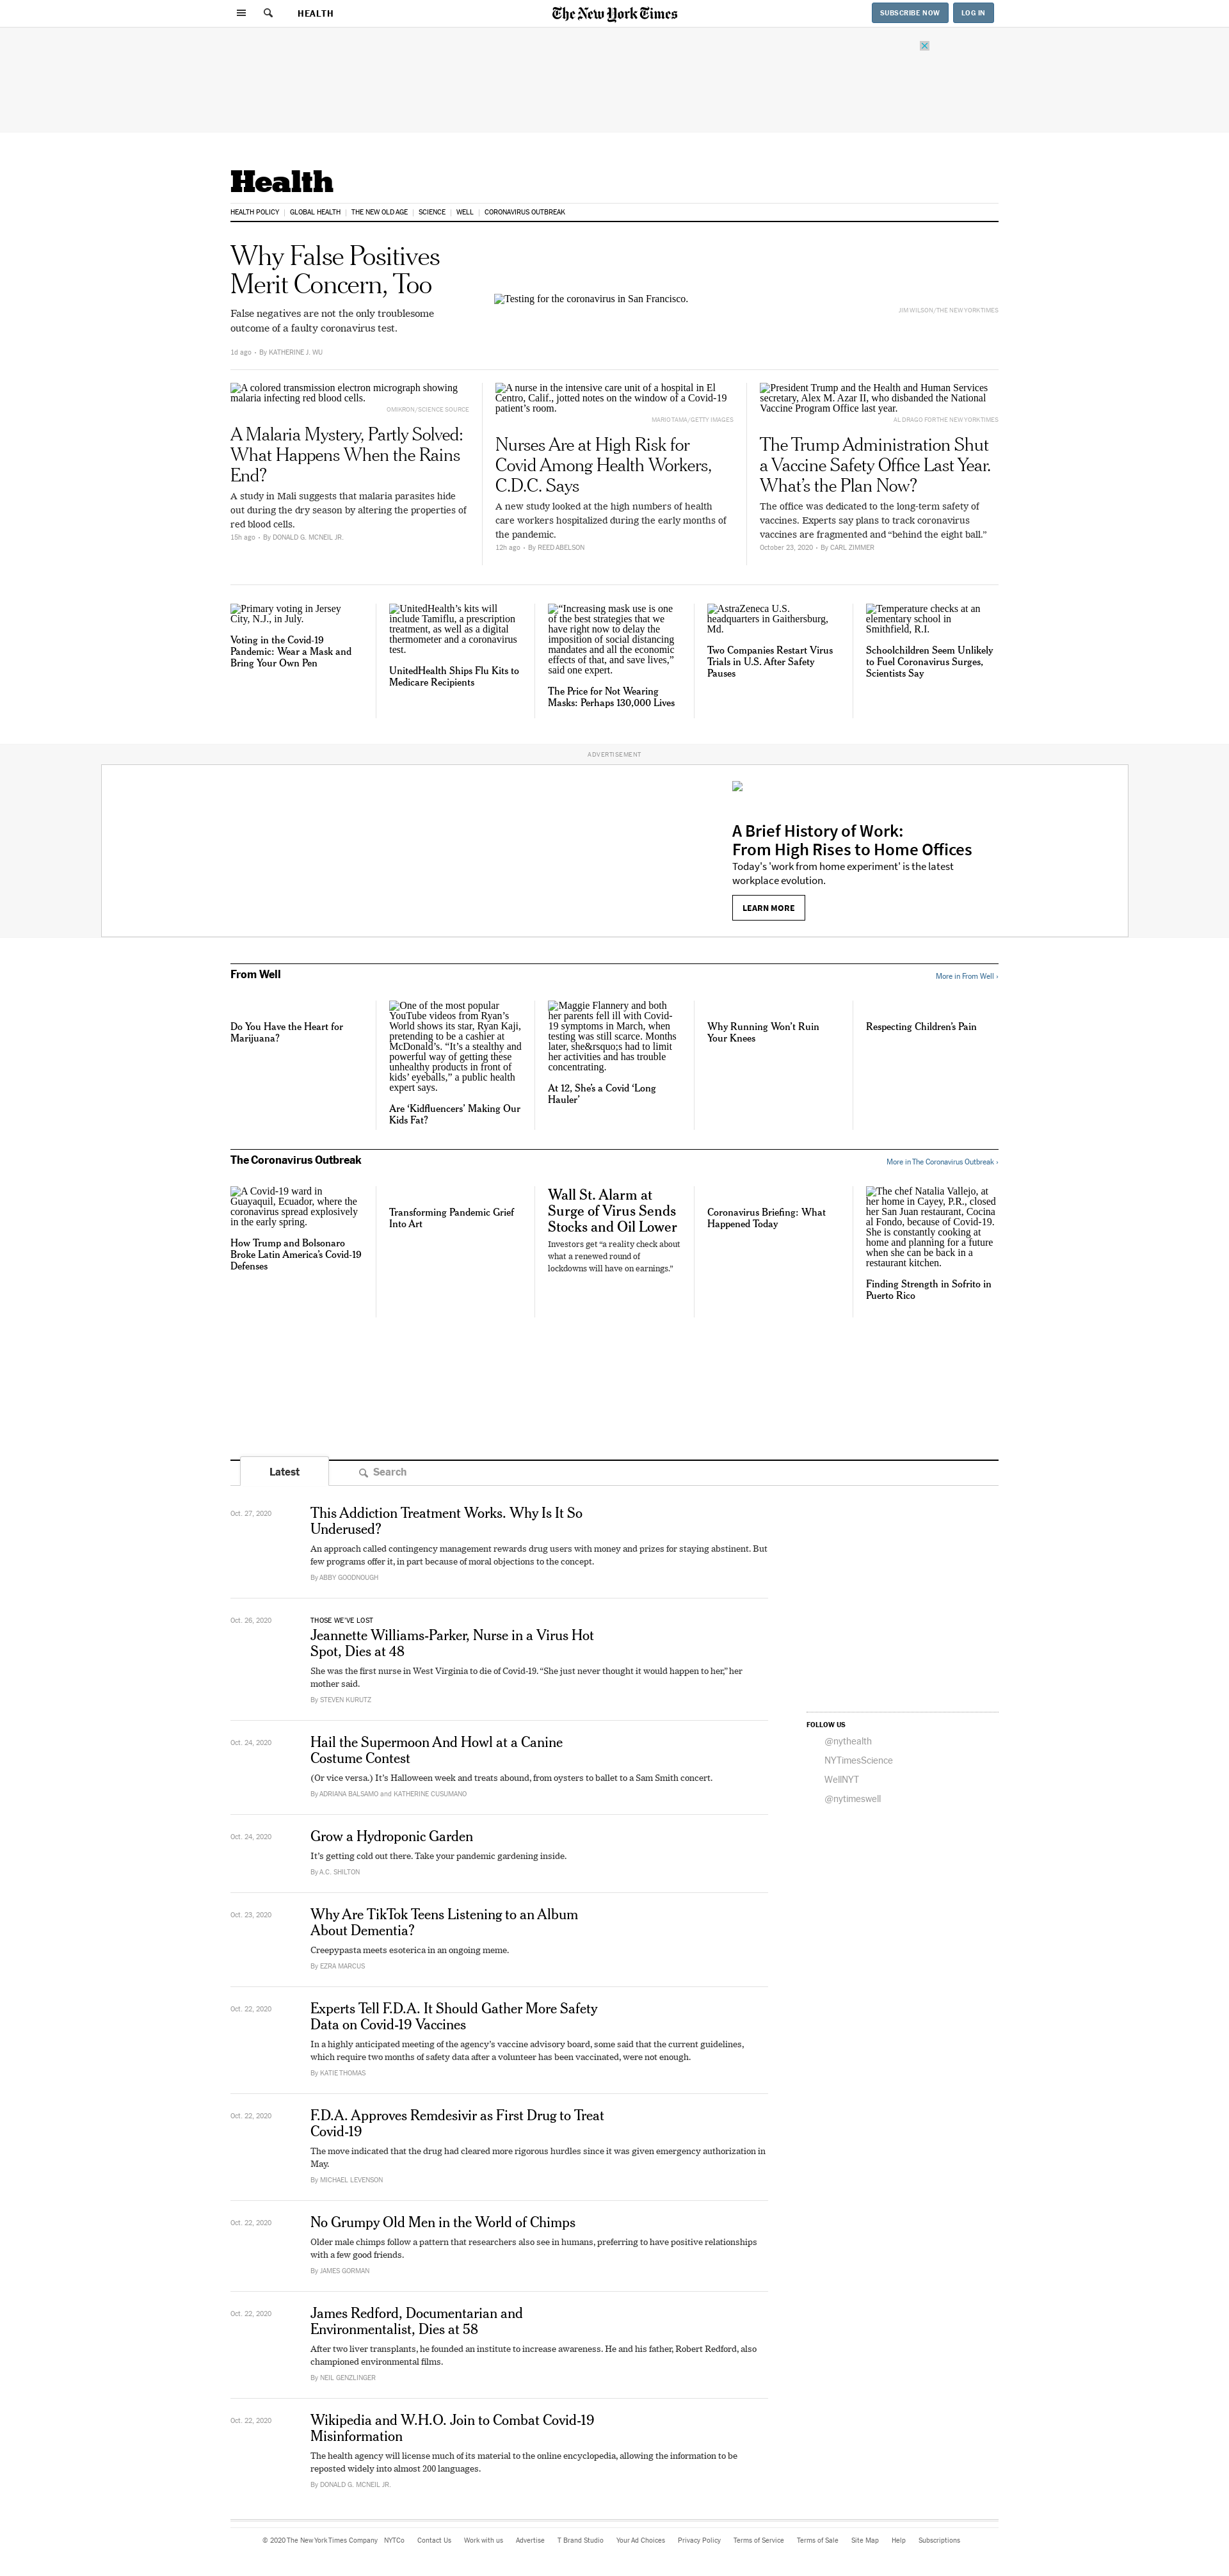 HEALTH
The New York Times
SUBSCRIBE NOW
LOG IN
Health
HEALTH POLICY
GLOBAL HEALTH
THE NEW OLD AGE
SCIENCE
WELL
CORONAVIRUS OUTBREAK
Why False Positives
Merit Concern, Too
False negatives are not the only troublesome
outcome of a faulty coronavirus test.
1d ago · By KATHERINE J. WU
Testing for the coronavirus in San Francisco.
JIM WILSON/THE NEW YORK TIMES
A colored transmission electron micrograph showing
malaria infecting red blood cells.
OMIKRON/SCIENCE SOURCE
A Malaria Mystery, Partly Solved:
What Happens When the Rains
End?
A study in Mali suggests that malaria parasites hide
out during the dry season by altering the properties of
red blood cells.
15h ago · By DONALD G. MCNEIL JR.
A nurse in the intensive care unit of a hospital in El
Centro, Calif., jotted notes on the window of a Covid-19
patient’s room.
MARIO TAMA/GETTY IMAGES
Nurses Are at High Risk for
Covid Among Health Workers,
C.D.C. Says
A new study looked at the high numbers of health
care workers hospitalized during the early months of
the pandemic.
12h ago · By REED ABELSON
President Trump and the Health and Human Services
secretary, Alex M. Azar II, who disbanded the National
Vaccine Program Office last year.
AL DRAGO FOR THE NEW YORK TIMES
The Trump Administration Shut
a Vaccine Safety Office Last Year.
What’s the Plan Now?
The office was dedicated to the long-term safety of
vaccines. Experts say plans to track coronavirus
vaccines are fragmented and “behind the eight ball.”
October 23, 2020 · By CARL ZIMMER
Primary voting in Jersey
City, N.J., in July.
Voting in the Covid-19
Pandemic: Wear a Mask and
Bring Your Own Pen
UnitedHealth’s kits will
include Tamiflu, a prescription
treatment, as well as a digital
thermometer and a coronavirus
test.
UnitedHealth Ships Flu Kits to
Medicare Recipients
“Increasing mask use is one
of the best strategies that we
have right now to delay the
imposition of social distancing
mandates and all the economic
effects of that, and save lives,”
said one expert.
The Price for Not Wearing
Masks: Perhaps 130,000 Lives
AstraZeneca U.S.
headquarters in Gaithersburg,
Md.
Two Companies Restart Virus
Trials in U.S. After Safety
Pauses
Temperature checks at an
elementary school in
Smithfield, R.I.
Schoolchildren Seem Unlikely
to Fuel Coronavirus Surges,
Scientists Say
ADVERTISEMENT
A Brief History of Work:
From High Rises to Home Offices
Today's 'work from home experiment' is the latest
workplace evolution.
LEARN MORE
From Well
More in From Well ›
Do You Have the Heart for
Marijuana?
One of the most popular
YouTube videos from Ryan’s
World shows its star, Ryan Kaji,
pretending to be a cashier at
McDonald’s. “It’s a stealthy and
powerful way of getting these
unhealthy products in front of
kids’ eyeballs,” a public health
expert says.
Are ‘Kidfluencers’ Making Our
Kids Fat?
Maggie Flannery and both
her parents fell ill with Covid-
19 symptoms in March, when
testing was still scarce. Months
later, she&rsquo;s had to limit
her activities and has trouble
concentrating.
At 12, She’s a Covid ‘Long
Hauler’
Why Running Won’t Ruin
Your Knees
Respecting Children’s Pain
The Coronavirus Outbreak
More in The Coronavirus Outbreak ›
A Covid-19 ward in
Guayaquil, Ecuador, where the
coronavirus spread explosively
in the early spring.
How Trump and Bolsonaro
Broke Latin America’s Covid-19
Defenses
Transforming Pandemic Grief
Into Art
Wall St. Alarm at
Surge of Virus Sends
Stocks and Oil Lower
Investors get “a reality check about
what a renewed round of
lockdowns will have on earnings.”
Coronavirus Briefing: What
Happened Today
The chef Natalia Vallejo, at
her home in Cayey, P.R., closed
her San Juan restaurant, Cocina
al Fondo, because of Covid-19.
She is constantly cooking at
home and planning for a future
when she can be back in a
restaurant kitchen.
Finding Strength in Sofrito in
Puerto Rico
Latest
Search
Oct. 27, 2020
This Addiction Treatment Works. Why Is It So
Underused?
An approach called contingency management rewards drug users with money and prizes for staying abstinent. But
few programs offer it, in part because of moral objections to the concept.
By ABBY GOODNOUGH
Oct. 26, 2020
THOSE WE’VE LOST
Jeannette Williams-Parker, Nurse in a Virus Hot
Spot, Dies at 48
She was the first nurse in West Virginia to die of Covid-19. “She just never thought it would happen to her,” her
mother said.
By STEVEN KURUTZ
Oct. 24, 2020
Hail the Supermoon And Howl at a Canine
Costume Contest
(Or vice versa.) It’s Halloween week and treats abound, from oysters to ballet to a Sam Smith concert.
By ADRIANA BALSAMO and KATHERINE CUSUMANO
Oct. 24, 2020
Grow a Hydroponic Garden
It’s getting cold out there. Take your pandemic gardening inside.
By A.C. SHILTON
Oct. 23, 2020
Why Are TikTok Teens Listening to an Album
About Dementia?
Creepypasta meets esoterica in an ongoing meme.
By EZRA MARCUS
Oct. 22, 2020
Experts Tell F.D.A. It Should Gather More Safety
Data on Covid-19 Vaccines
In a highly anticipated meeting of the agency’s vaccine advisory board, some said that the current guidelines,
which require two months of safety data after a volunteer has been vaccinated, were not enough.
By KATIE THOMAS
Oct. 22, 2020
F.D.A. Approves Remdesivir as First Drug to Treat
Covid-19
The move indicated that the drug had cleared more rigorous hurdles since it was given emergency authorization in
May.
By MICHAEL LEVENSON
Oct. 22, 2020
No Grumpy Old Men in the World of Chimps
Older male chimps follow a pattern that researchers also see in humans, preferring to have positive relationships
with a few good friends.
By JAMES GORMAN
Oct. 22, 2020
James Redford, Documentarian and
Environmentalist, Dies at 58
After two liver transplants, he founded an institute to increase awareness. He and his father, Robert Redford, also
championed environmental films.
By NEIL GENZLINGER
Oct. 22, 2020
Wikipedia and W.H.O. Join to Combat Covid-19
Misinformation
The health agency will license much of its material to the online encyclopedia, allowing the information to be
reposted widely into almost 200 languages.
By DONALD G. MCNEIL JR.
FOLLOW US
@nythealth
NYTimesScience
WellNYT
@nytimeswell
© 2020 The New York Times Company
NYTCo
Contact Us
Work with us
Advertise
T Brand Studio
Your Ad Choices
Privacy Policy
Terms of Service
Terms of Sale
Site Map
Help
Subscriptions